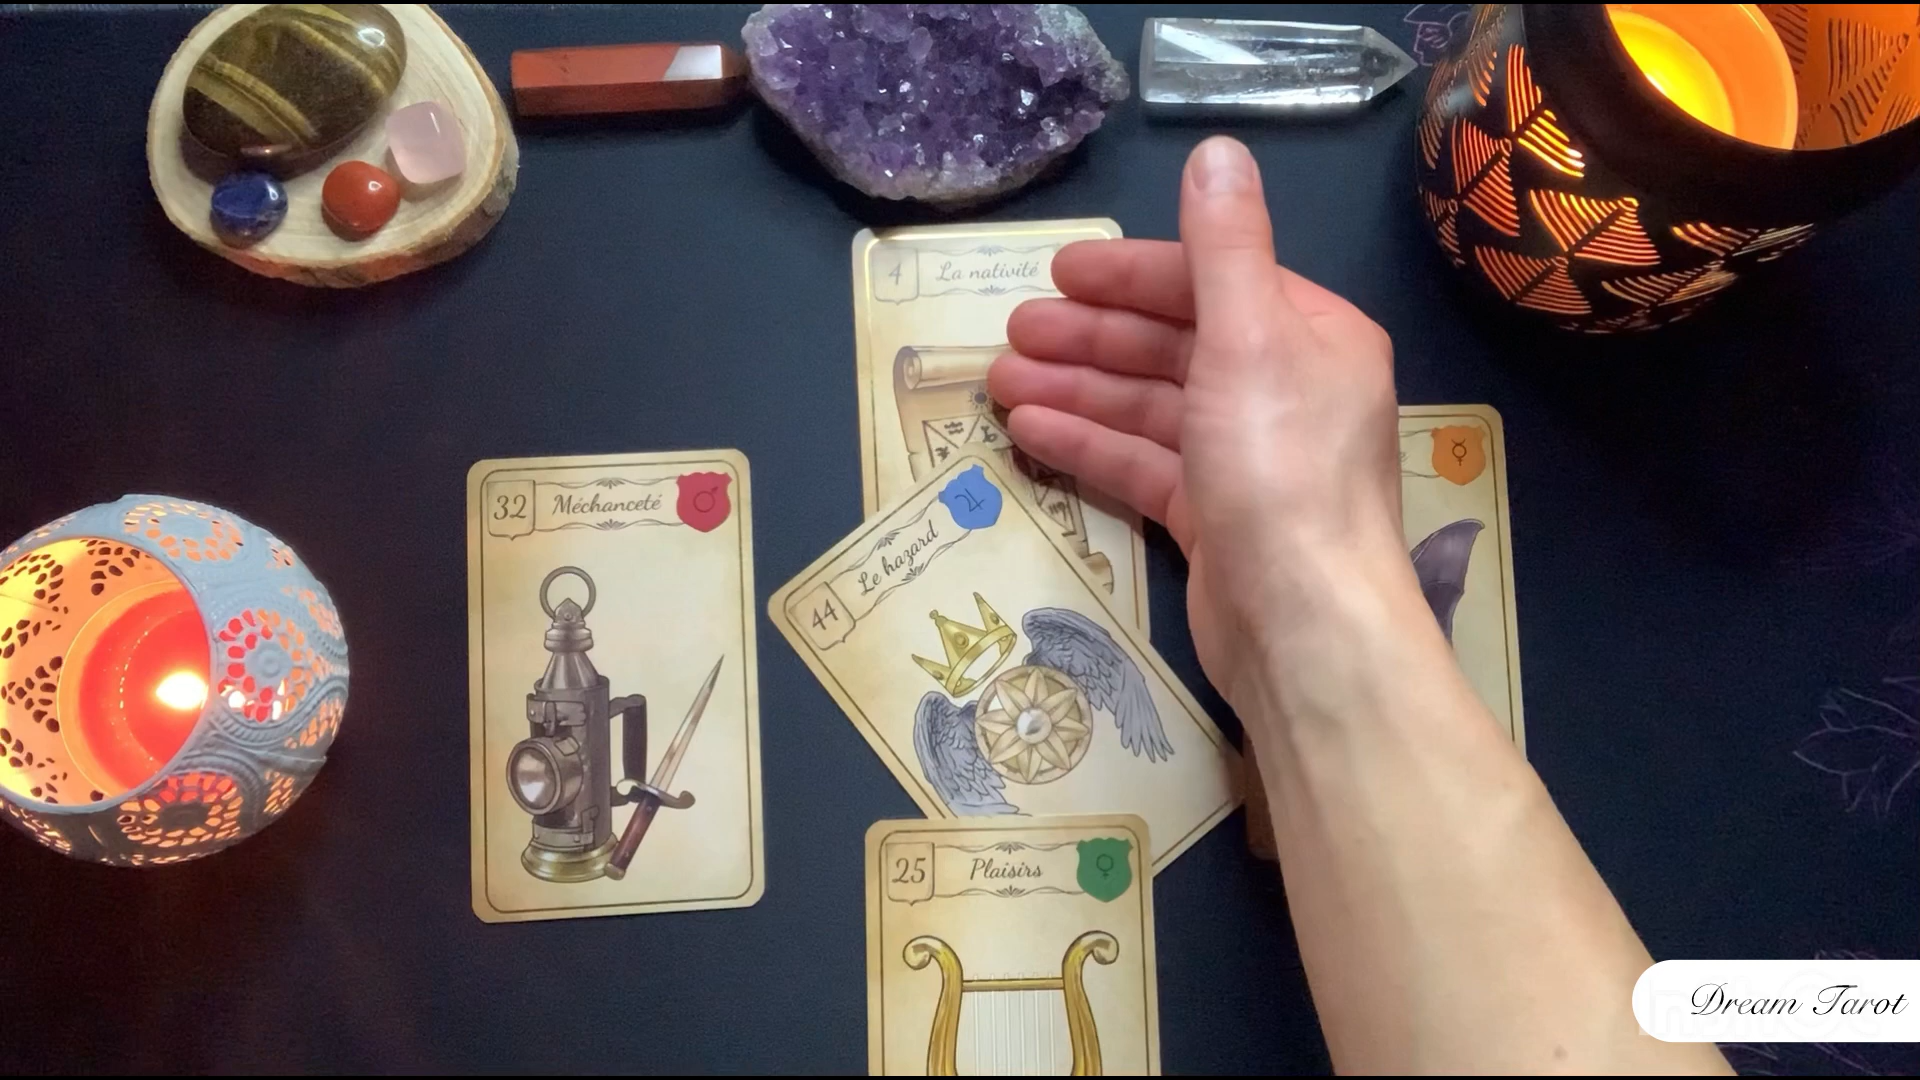 4 La nativité
32 Méchanceté
44 Le hazard
25 Plaisirs
Dream Tarot